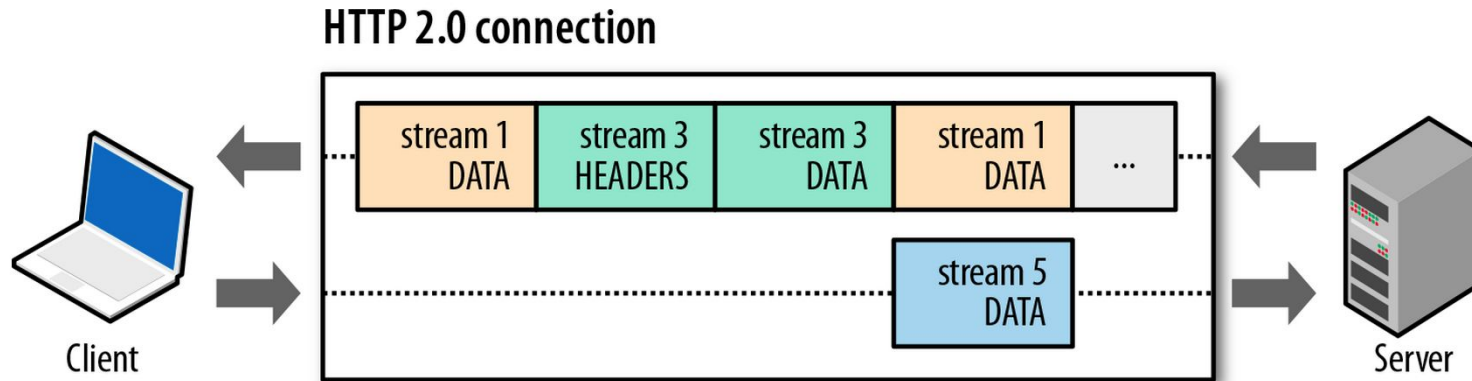 HTTP 2.0 connection
stream 1 stream 3 stream 3 stream 1
DATA HEADERS DATA DATA ...
stream 5
DATA
Client
Server